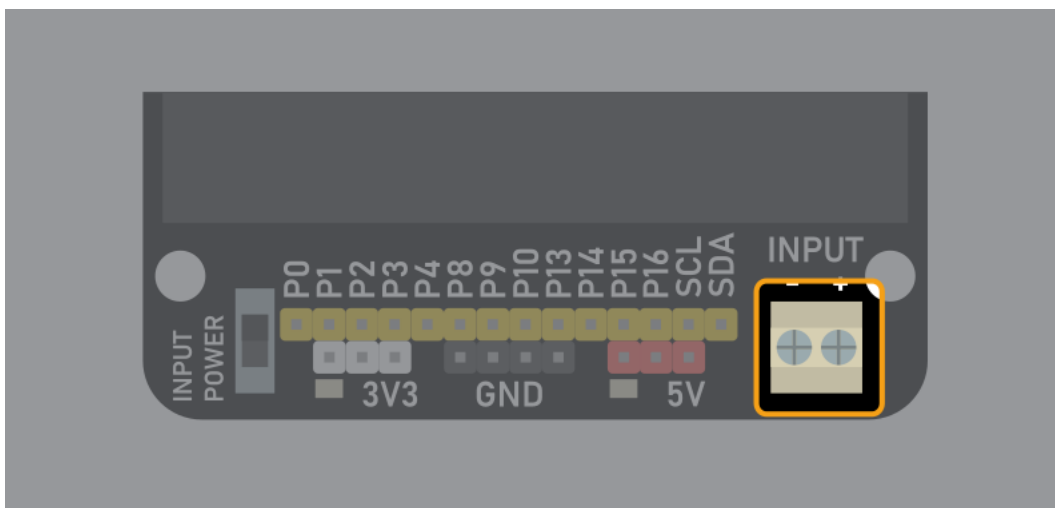 INPUT
POWER
P0
P1
P2
P3
P4
P8
P9
P10
P13
P14
P15
P16
SCL
SDA
INPUT
- +
3V3
GND
5V